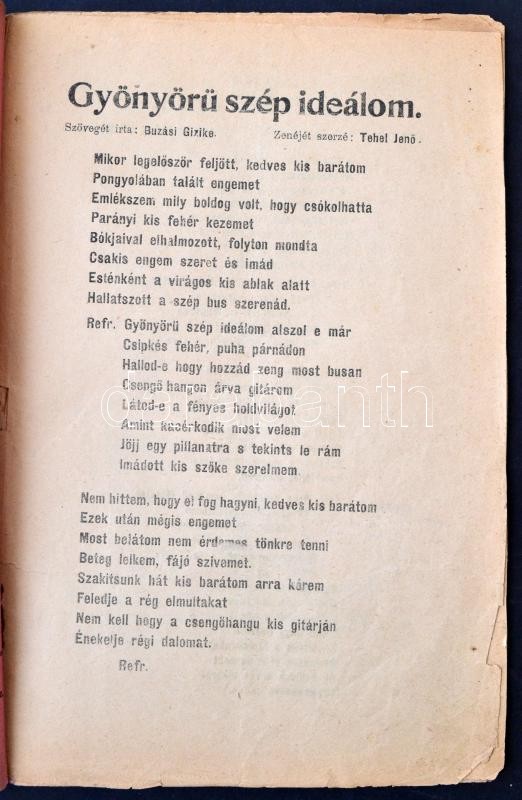 Gyönyörü szép ideálom.
Szövegét irta: Buzási Gizike. Zenéjét szerzé: Tehel Jenő.
Mikor legelőször feljött, kedves kis barátom
Pongyolában talált engemet
Emlékszem mily boldog volt, hogy csókolhatta
Parányi kis fehér kezemet
Bókjaival elhalmozott, folyton mondta
Csakis engem szeret és imád
Esténként a virágos kis ablak alatt
Hallatszott a szép bus szerenád.
Refr. Gyönyörü szép ideálom alszol e már
Csipkés fehér, puha párnádon
Hallod-e hogy hozzád zeng most busan
Csengő hangon árva gitárom
Látod-e a fényes holdvilágot
Amint kacérkodik most velem
Jöjj egy pillanatra s tekints le rám
Imádott kis szőke szerelmem
Nem hittem, hogy el fog hagyni, kedves kis barátom
Ezek után mégis engemet
Most belátom nem érdemes tönkre tenni
Beteg lelkem, fájó szivemet.
Szakitsunk hát kis barátom arra kérem
Feledje a rég elmultakat
Nem kell hogy a csengőhangu kis gitárján
Énekelje régi dalomat.
Refr.
darabanth